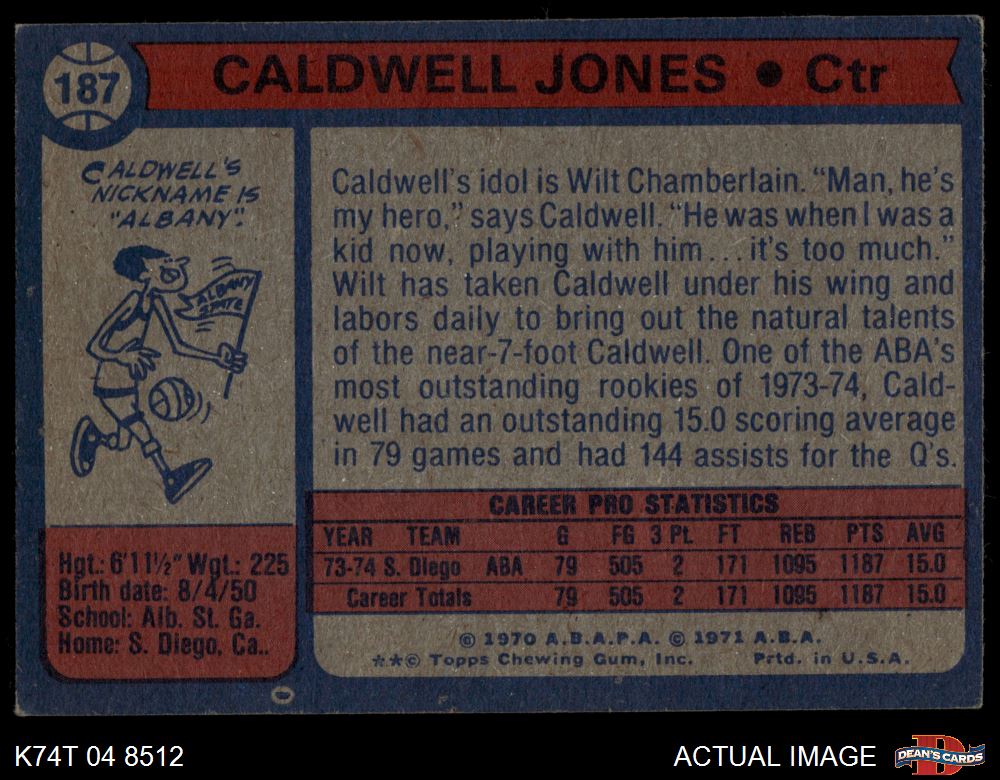 187
CALDWELL JONES • Ctr
CALDWELL'S
NICKNAME IS
"ALBANY".
ALBANY
STATE
Caldwell's idol is Wilt Chamberlain. "Man, he's
my hero," says Caldwell. "He was when I was a
kid now, playing with him...it's too much."
Wilt has taken Caldwell under his wing and
labors daily to bring out the natural talents
of the near-7-foot Caldwell. One of the ABA's
most outstanding rookies of 1973-74, Cald-
well had an outstanding 15.0 scoring average
in 79 games and had 144 assists for the Q's.
Hgt.: 6'11½" Wgt.: 225
Birth date: 8/4/50
School: Alb. St. Ga.
Home: S. Diego, Ca..
CAREER PRO STATISTICS
YEAR TEAM G FG 3 Pt. FT REB PTS AVG
73-74 S. Diego ABA 79 505 2 171 1095 1187 15.0
Career Totals 79 505 2 171 1095 1187 15.0
© 1970 A.B.A.P.A. © 1971 A.B.A.
**© Topps Chewing Gum, Inc. Prtd. in U.S.A.
K74T 04 8512
ACTUAL IMAGE
D
DEAN'S CARDS